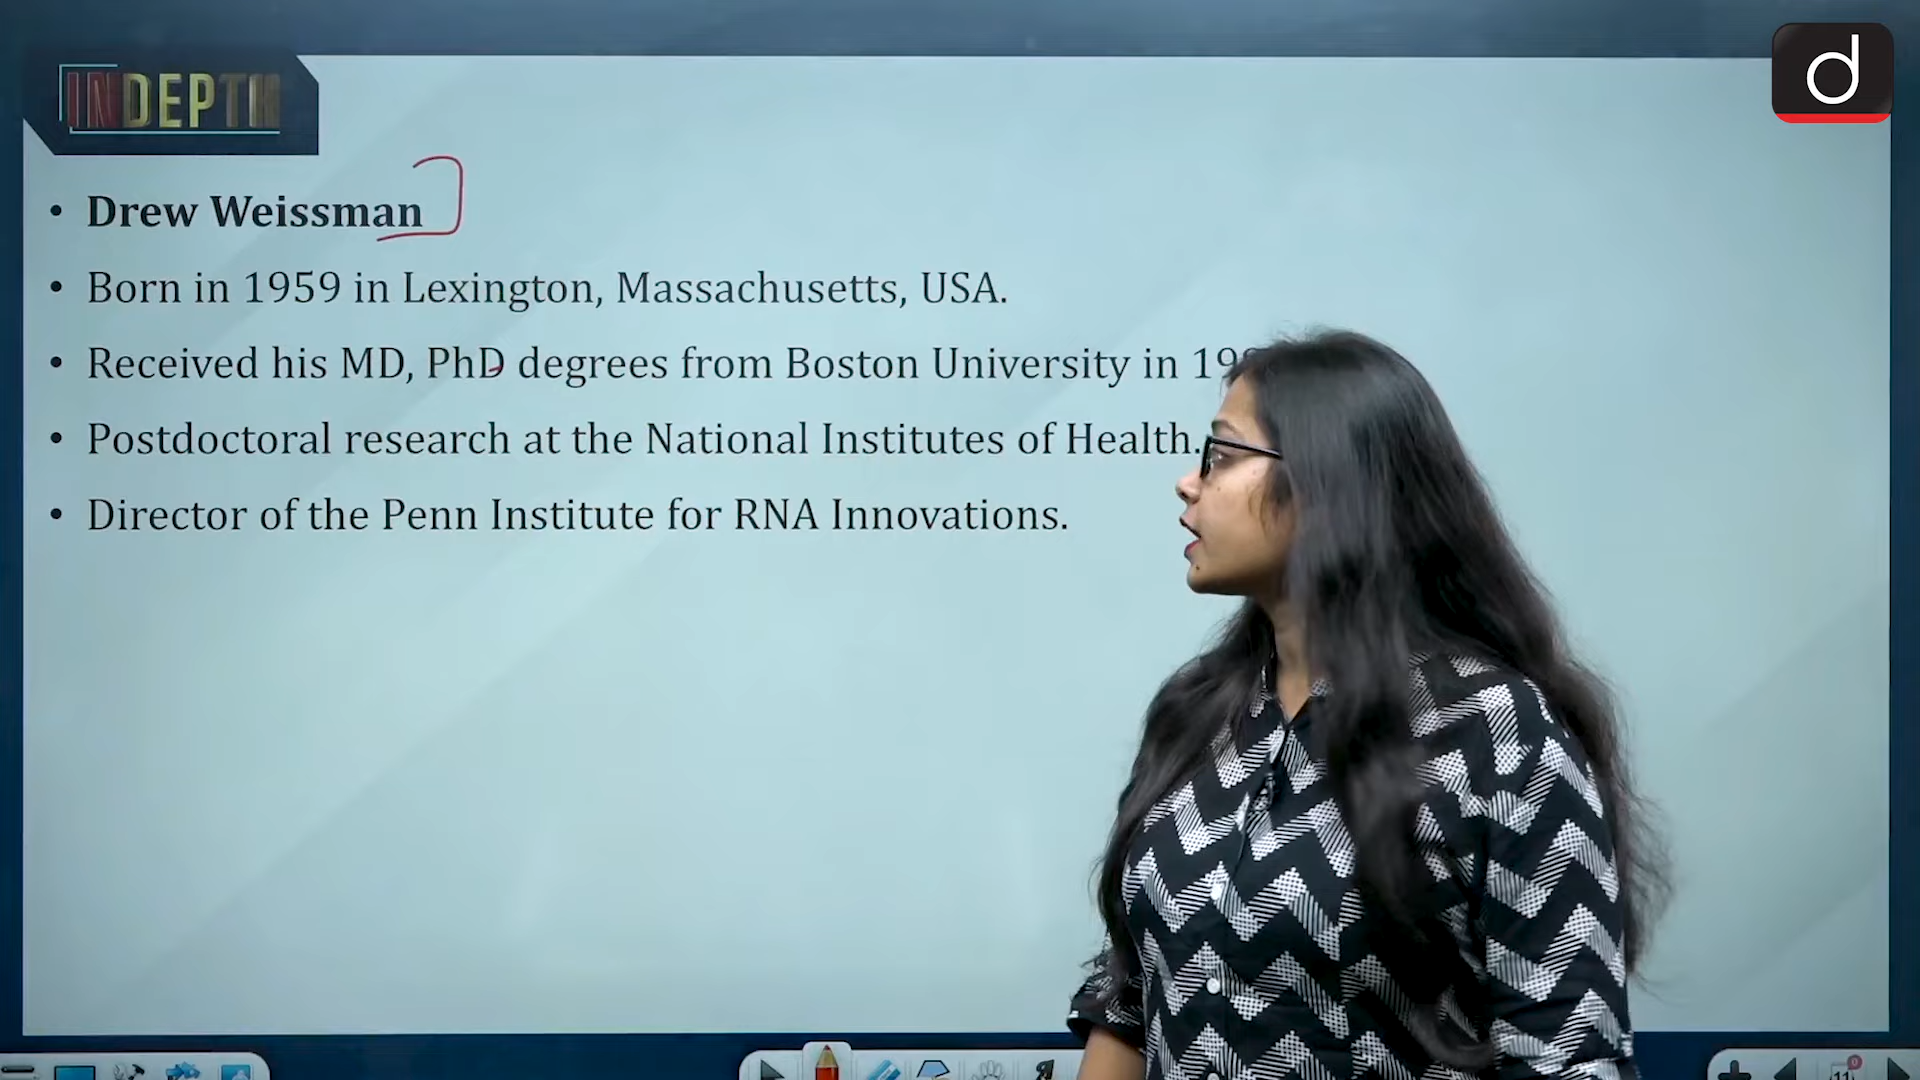 INDEPTH
d
• Drew Weissman
• Born in 1959 in Lexington, Massachusetts, USA.
• Received his MD, PhD degrees from Boston University in
• Postdoctoral research at the National Institutes of Health.
• Director of the Penn Institute for RNA Innovations.